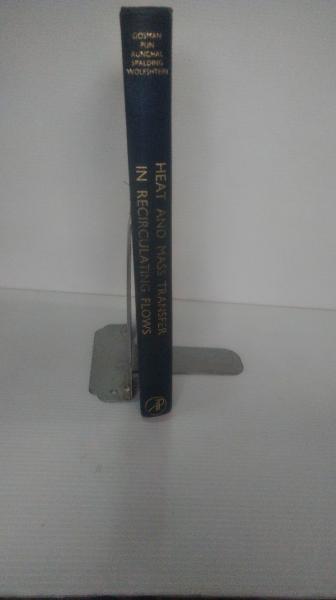 GOSMAN
PUN
RUNCHAL
SPALDING
WOLFSHTEIN
HEAT AND MASS TRANSFER
IN RECIRCULATING FLOWS